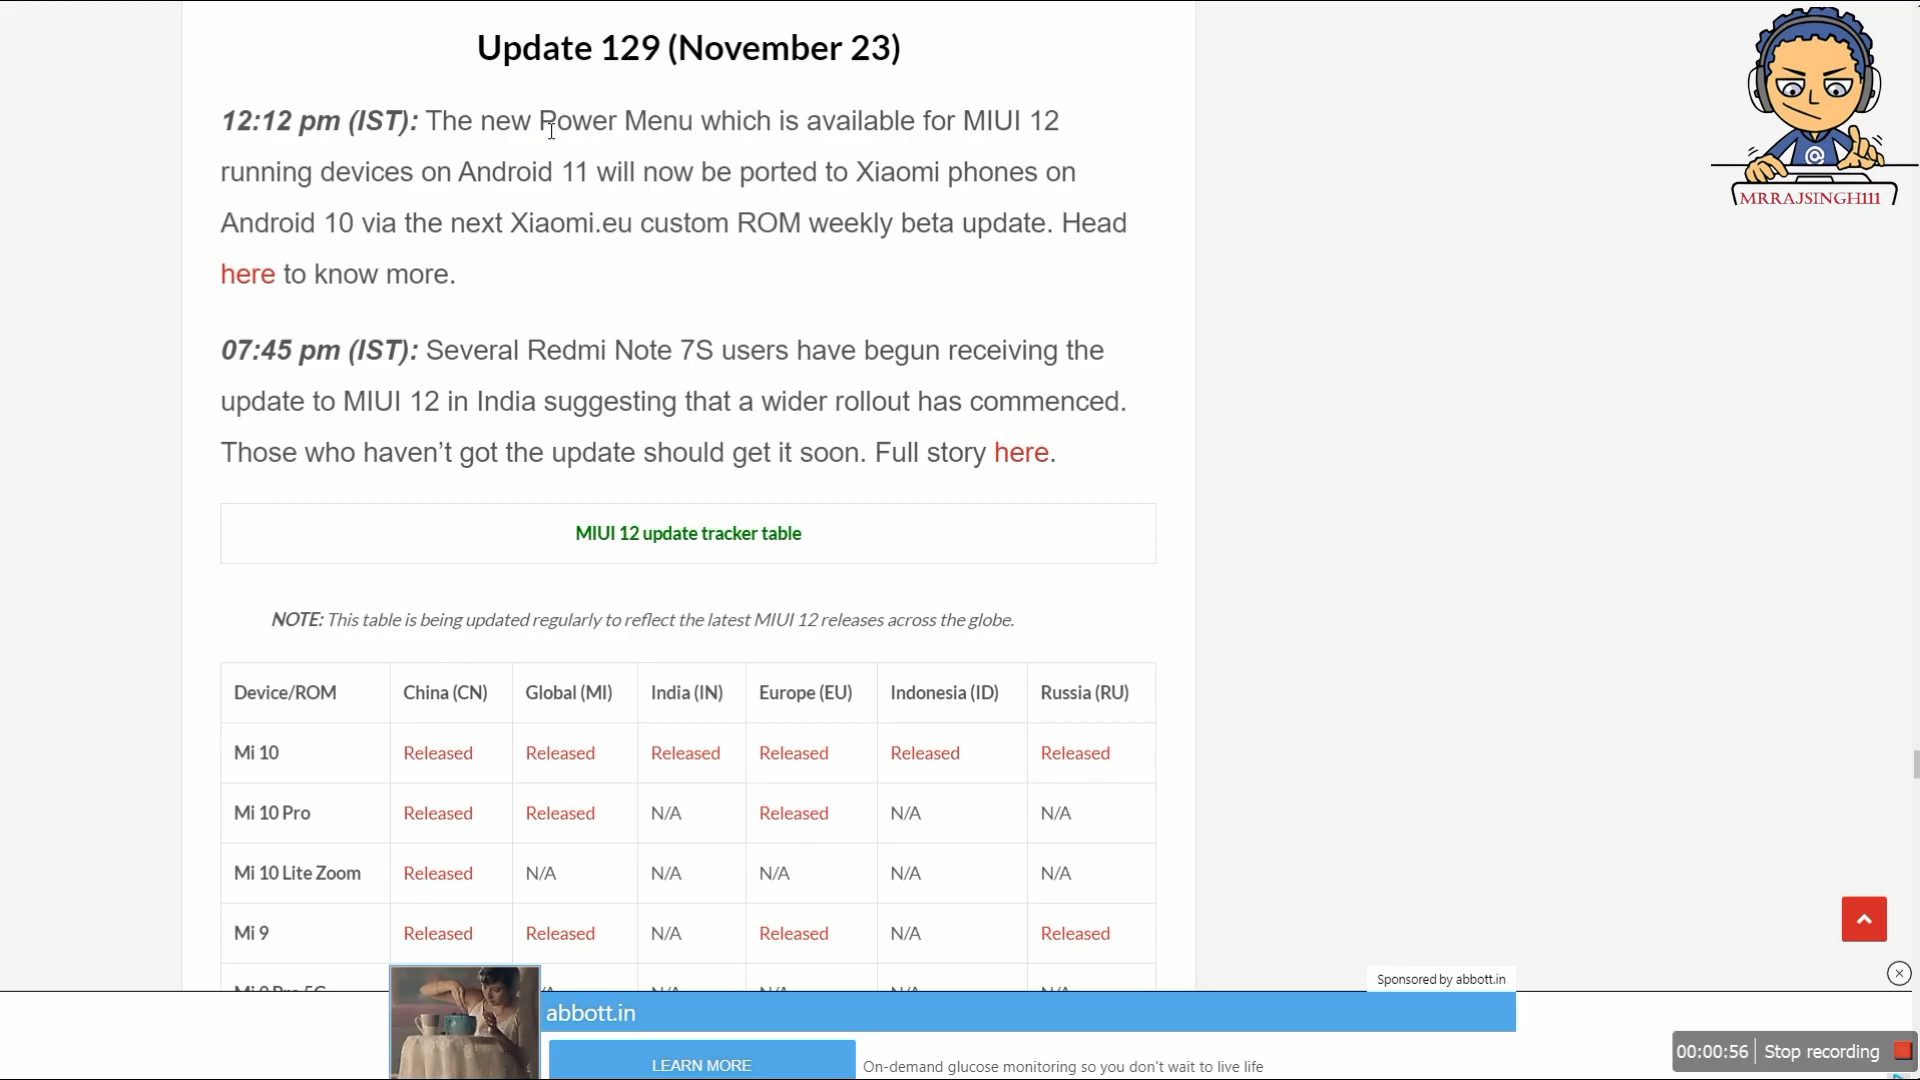 Update 129 (November 23)
12:12 pm (IST): The new Power Menu which is available for MIUI 12
running devices on Android 11 will now be ported to Xiaomi phones on
Android 10 via the next Xiaomi.eu custom ROM weekly beta update. Head
here to know more.
07:45 pm (IST): Several Redmi Note 7S users have begun receiving the
update to MIUI 12 in India suggesting that a wider rollout has commenced.
Those who haven’t got the update should get it soon. Full story here.
MIUI 12 update tracker table
NOTE: This table is being updated regularly to reflect the latest MIUI 12 releases across the globe.
Device/ROM China (CN) Global (MI) India (IN) Europe (EU) Indonesia (ID) Russia (RU)
Mi 10 Released Released Released Released Released Released
Mi 10 Pro Released Released N/A Released N/A N/A
Mi 10 Lite Zoom Released N/A N/A N/A N/A N/A
Mi 9 Released Released N/A Released N/A Released
MRRAJSINGH111
Sponsored by abbott.in
abbott.in
LEARN MORE
On-demand glucose monitoring so you don't wait to live life
00:00:56 Stop recording